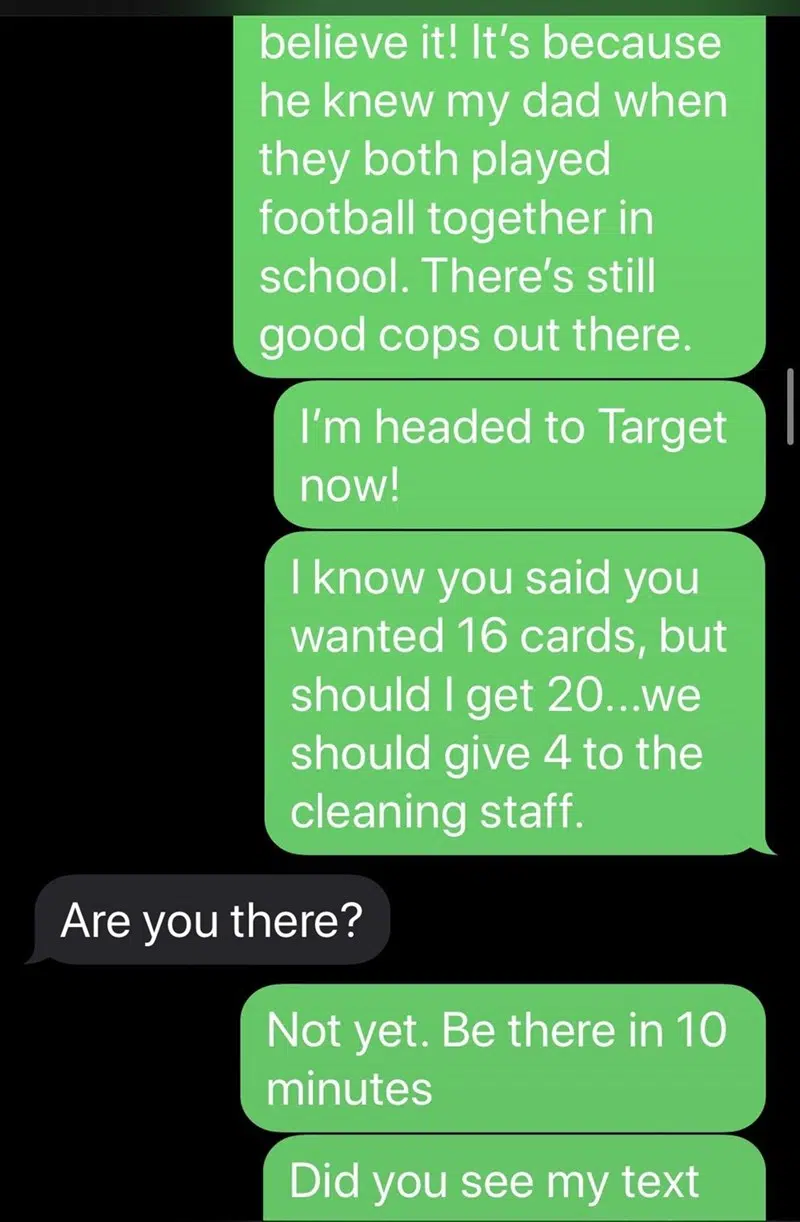 believe it! It’s because
he knew my dad when
they both played
football together in
school. There’s still
good cops out there.
I’m headed to Target
now!
I know you said you
wanted 16 cards, but
should I get 20...we
should give 4 to the
cleaning staff.
Are you there?
Not yet. Be there in 10
minutes
Did you see my text